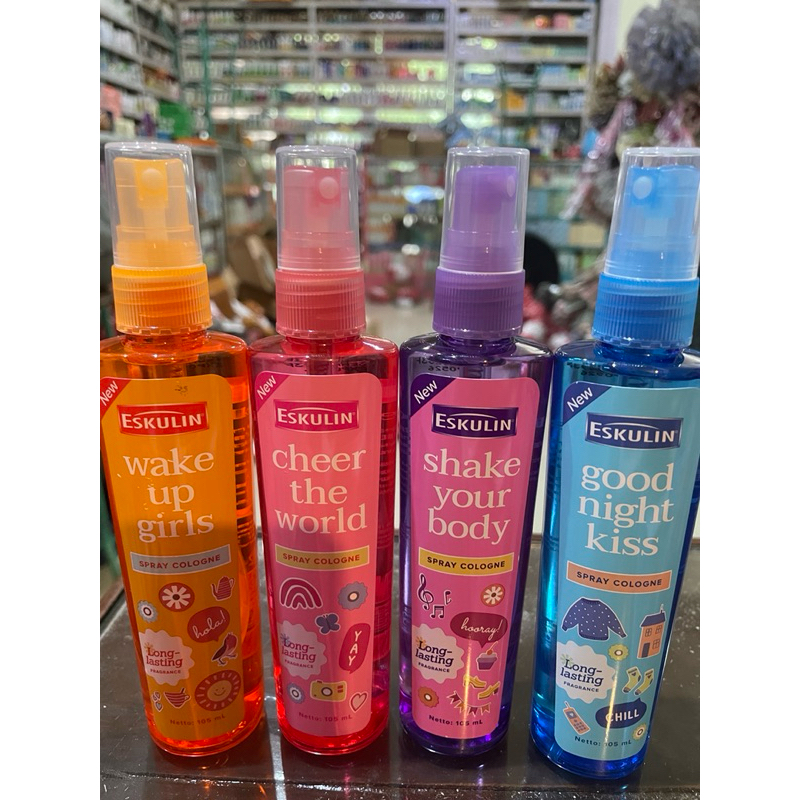 New
ESKULIN
wake
up
girls
SPRAY COLOGNE
hola!
Long-
lasting
FRAGRANCE
Netto: 105 mL
New
ESKULIN
cheer
the
world
SPRAY COLOGNE
YAY
Long-
lasting
FRAGRANCE
Netto: 105 mL
New
ESKULIN
shake
your
body
SPRAY COLOGNE
hooray!
Long-
lasting
FRAGRANCE
Netto: 105 mL
New
ESKULIN
good
night
kiss
SPRAY COLOGNE
Long-
lasting
FRAGRANCE
CHILL
Netto: 105 mL